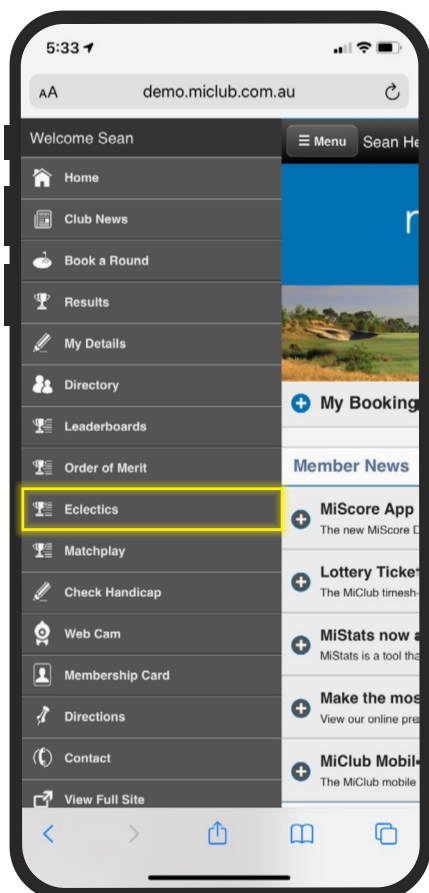 5:33
AA demo.miclub.com.au
Welcome Sean
Home
Club News
Book a Round
Results
My Details
Directory
Leaderboards
Order of Merit
Eclectics
Matchplay
Check Handicap
Web Cam
Membership Card
Directions
Contact
View Full Site
Menu Sean He
My Booking
Member News
MiScore App
The new MiScore
Lottery Ticket
The MiClub timesh
MiStats now a
MiStats is a tool tha
Make the mos
View our online pre
MiClub Mobil
The MiClub mobile